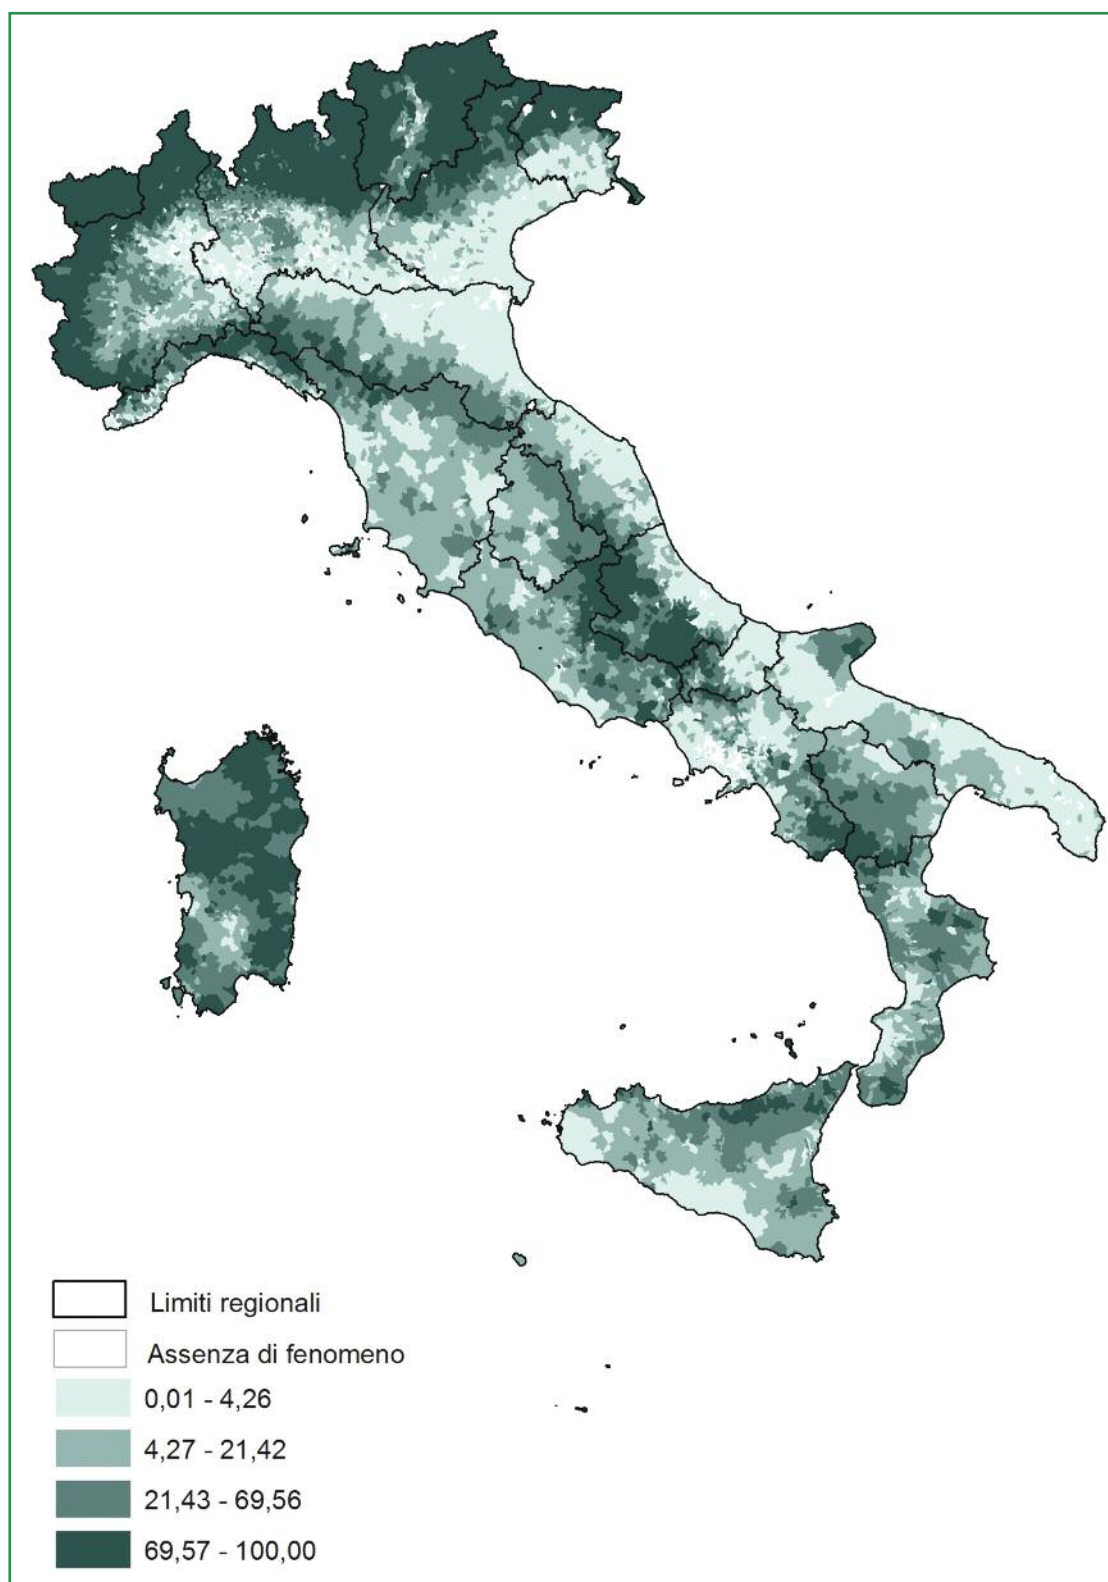 Limiti regionali
Assenza di fenomeno
0,01 - 4,26
4,27 - 21,42
21,43 - 69,56
69,57 - 100,00